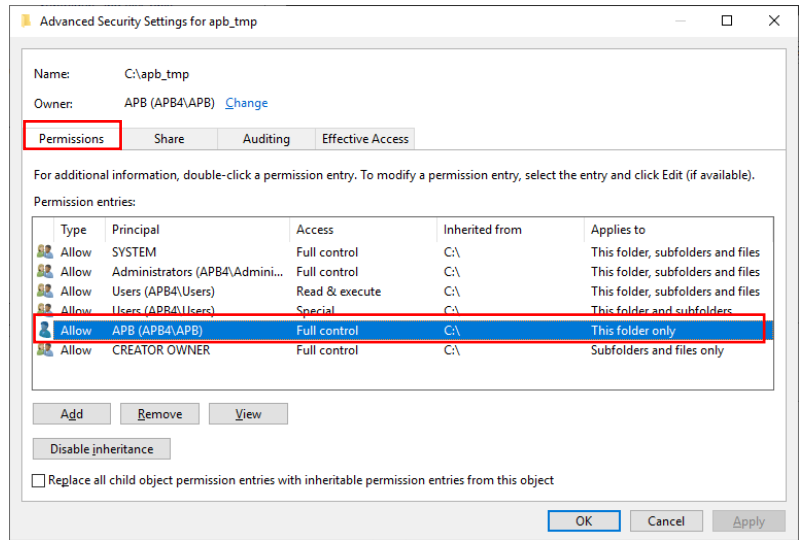 Advanced Security Settings for apb_tmp
Name: C:\apb_tmp
Owner: APB (APB4\APB) Change
Permissions Share Auditing Effective Access
For additional information, double-click a permission entry. To modify a permission entry, select the entry and click Edit (if available).
Permission entries:
Type Principal Access Inherited from Applies to
Allow SYSTEM Full control C:\ This folder, subfolders and files
Allow Administrators (APB4\Admini... Full control C:\ This folder, subfolders and files
Allow Users (APB4\Users) Read & execute C:\ This folder, subfolders and files
Allow Users (APB4\Users) Special C:\ This folder and subfolders
Allow APB (APB4\APB) Full control C:\ This folder only
Allow CREATOR OWNER Full control C:\ Subfolders and files only
Add Remove View
Disable inheritance
Replace all child object permission entries with inheritable permission entries from this object
OK Cancel Apply